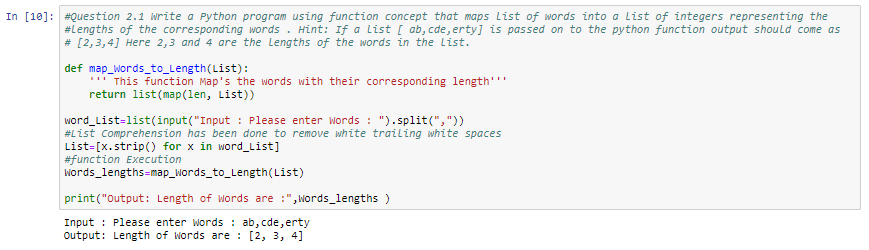 In [10]: #Question 2.1 Write a Python program using function concept that maps list of words into a list of integers representing the
#lengths of the corresponding words . Hint: If a list [ ab,cde,erty] is passed on to the python function output should come as
# [2,3,4] Here 2,3 and 4 are the lengths of the words in the list.
def map_Words_to_Length(List):
''' This function Map's the words with their corresponding length'''
return list(map(len, List))
word_List=list(input("Input : Please enter Words : ").split(","))
#List Comprehension has been done to remove white trailing white spaces
List=[x.strip() for x in word_List]
#function Execution
Words_lengths=map_Words_to_Length(List)
print("Output: Length of Words are :",Words_lengths )
Input : Please enter Words : ab,cde,erty
Output: Length of Words are : [2, 3, 4]